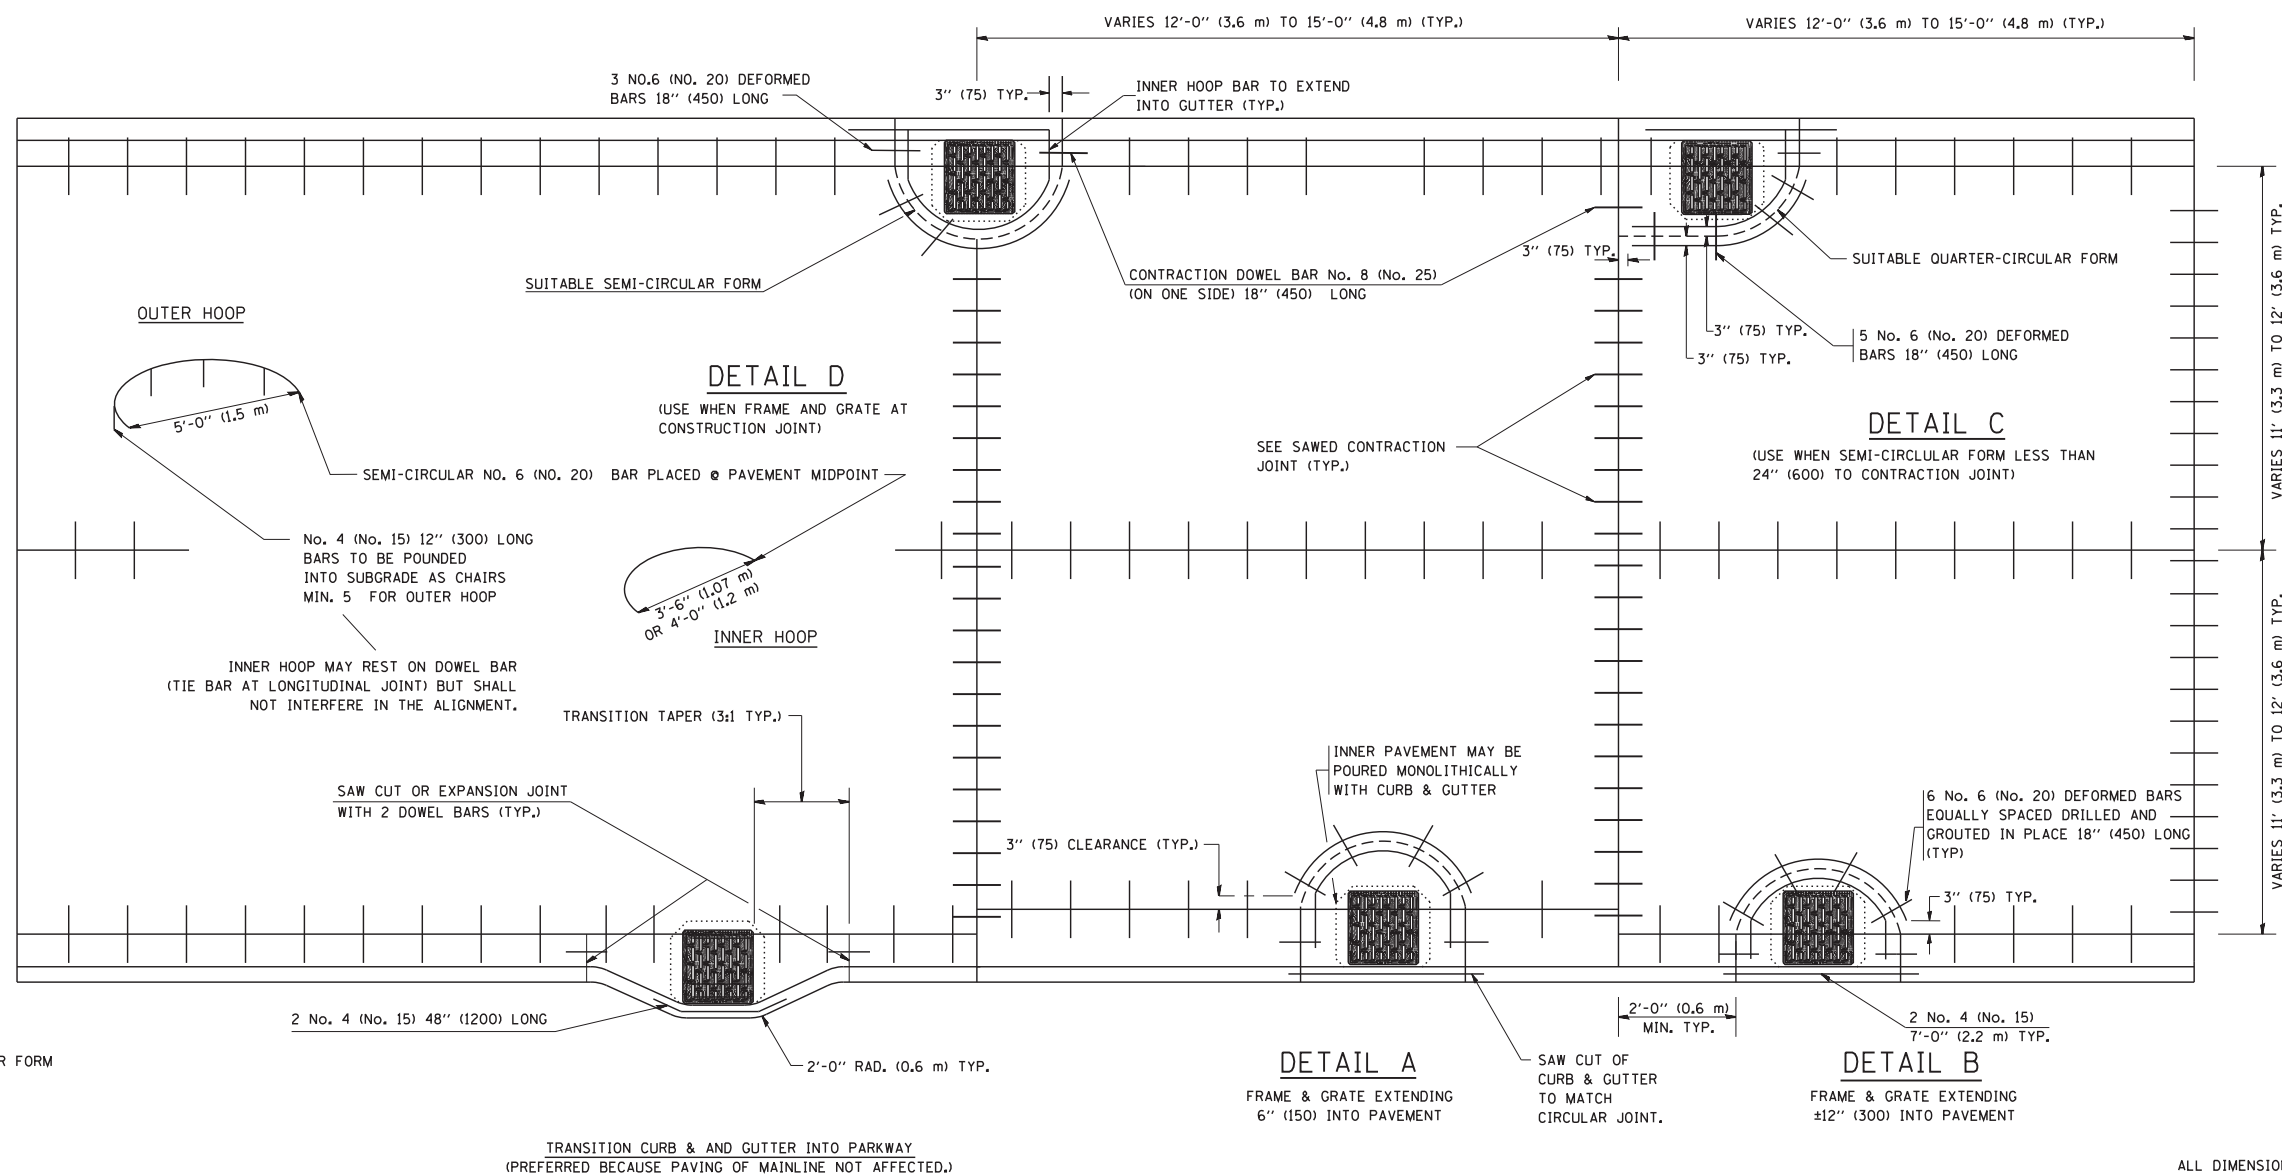 VARIES 12'-0" (3.6 m) TO 15'-0" (4.8 m) (TYP.)
VARIES 12'-0" (3.6 m) TO 15'-0" (4.8 m) (TYP.)
3 NO.6 (NO. 20) DEFORMED
BARS 18" (450) LONG
3" (75) TYP.
INNER HOOP BAR TO EXTEND
INTO GUTTER (TYP.)
SUITABLE SEMI-CIRCULAR FORM
CONTRACTION DOWEL BAR No. 8 (No. 25)
(ON ONE SIDE) 18" (450) LONG
3" (75) TYP.
SUITABLE QUARTER-CIRCULAR FORM
3" (75) TYP.
3" (75) TYP.
5 No. 6 (No. 20) DEFORMED
BARS 18" (450) LONG
VARIES 11' (3.3 m) TO 12' (3.6 m) TYP.
OUTER HOOP
5'-0" (1.5 m)
DETAIL D
(USE WHEN FRAME AND GRATE AT
CONSTRUCTION JOINT)
SEE SAWED CONTRACTION
JOINT (TYP.)
DETAIL C
(USE WHEN SEMI-CIRCLULAR FORM LESS THAN
24" (600) TO CONTRACTION JOINT)
SEMI-CIRCULAR NO. 6 (NO. 20) BAR PLACED @ PAVEMENT MIDPOINT
No. 4 (No. 15) 12" (300) LONG
BARS TO BE POUNDED
INTO SUBGRADE AS CHAIRS
MIN. 5 FOR OUTER HOOP
3'-6" (1.07 m)
OR 4'-0" (1.2 m)
INNER HOOP
INNER HOOP MAY REST ON DOWEL BAR
(TIE BAR AT LONGITUDINAL JOINT) BUT SHALL
NOT INTERFERE IN THE ALIGNMENT.
VARIES 11' (3.3 m) TO 12' (3.6 m) TYP.
TRANSITION TAPER (3:1 TYP.)
SAW CUT OR EXPANSION JOINT
WITH 2 DOWEL BARS (TYP.)
INNER PAVEMENT MAY BE
POURED MONOLITHICALLY
WITH CURB & GUTTER
3" (75) CLEARANCE (TYP.)
6 No. 6 (No. 20) DEFORMED BARS
EQUALLY SPACED DRILLED AND
GROUTED IN PLACE 18" (450) LONG
(TYP)
3" (75) TYP.
2 No. 4 (No. 15) 48" (1200) LONG
2'-0" RAD. (0.6 m) TYP.
2'-0" (0.6 m)
MIN. TYP.
2 No. 4 (No. 15)
7'-0" (2.2 m) TYP.
R FORM
DETAIL A
FRAME & GRATE EXTENDING
6" (150) INTO PAVEMENT
SAW CUT OF
CURB & GUTTER
TO MATCH
CIRCULAR JOINT.
DETAIL B
FRAME & GRATE EXTENDING
±12" (300) INTO PAVEMENT
TRANSITION CURB & AND GUTTER INTO PARKWAY
(PREFERRED BECAUSE PAVING OF MAINLINE NOT AFFECTED.)
ALL DIMENSIO